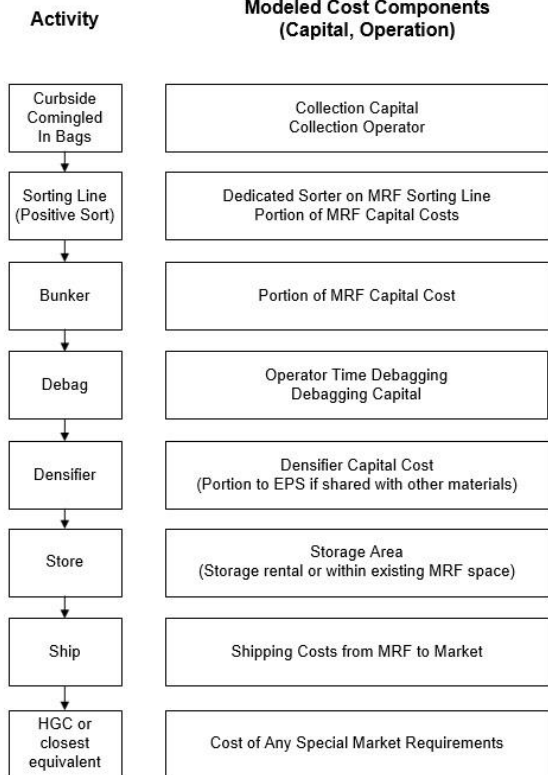 Activity
Modeled Cost Components
(Capital, Operation)
Curbside
Comingled
In Bags
Collection Capital
Collection Operator
Sorting Line
(Positive Sort)
Dedicated Sorter on MRF Sorting Line
Portion of MRF Capital Costs
Bunker
Portion of MRF Capital Cost
Debag
Operator Time Debagging
Debagging Capital
Densifier
Densifier Capital Cost
(Portion to EPS if shared with other materials)
Store
Storage Area
(Storage rental or within existing MRF space)
Ship
Shipping Costs from MRF to Market
HGC or
closest
equivalent
Cost of Any Special Market Requirements